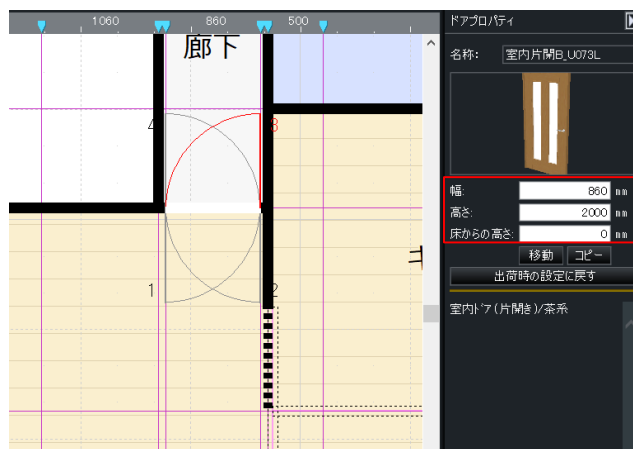 1060
860
500
廊下
4
3
1
2
キ
ドアプロパティ
名称:
室内片開B_U073L
幅:
860
mm
高さ:
2000
mm
床からの高さ:
0
mm
移動
コピー
出荷時の設定に戻す
室内ﾄﾞｱ(片開き)/茶系